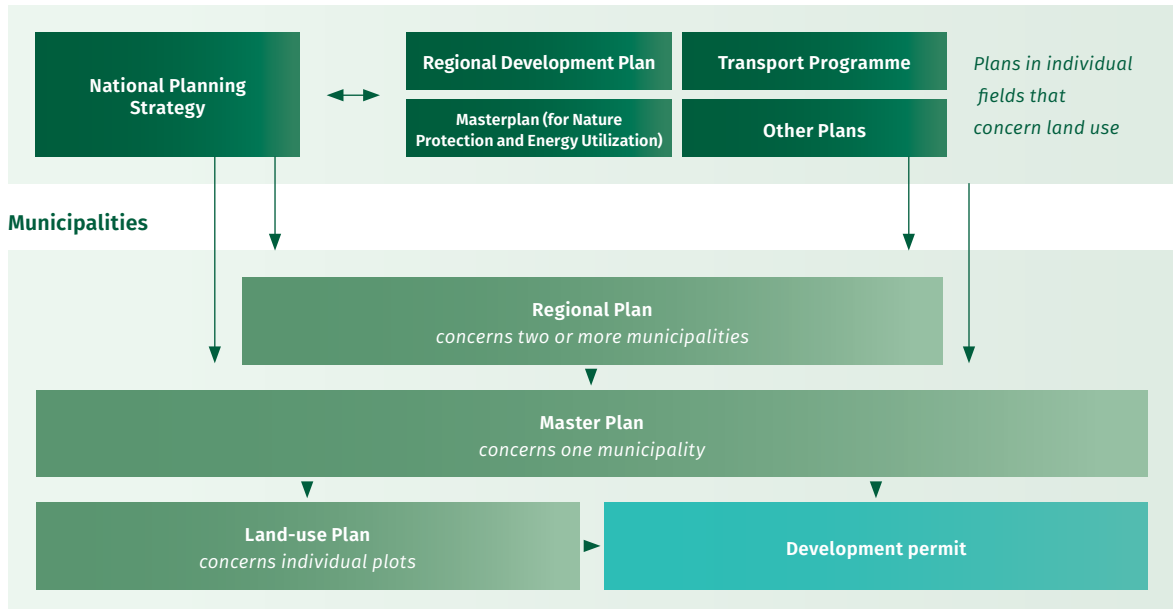 National Planning
Strategy
Regional Development Plan
Transport Programme
Masterplan (for Nature
Protection and Energy Utilization)
Other Plans
Plans in individual
fields that
concern land use
Municipalities
Regional Plan
concerns two or more municipalities
Master Plan
concerns one municipality
Land-use Plan
concerns individual plots
Development permit